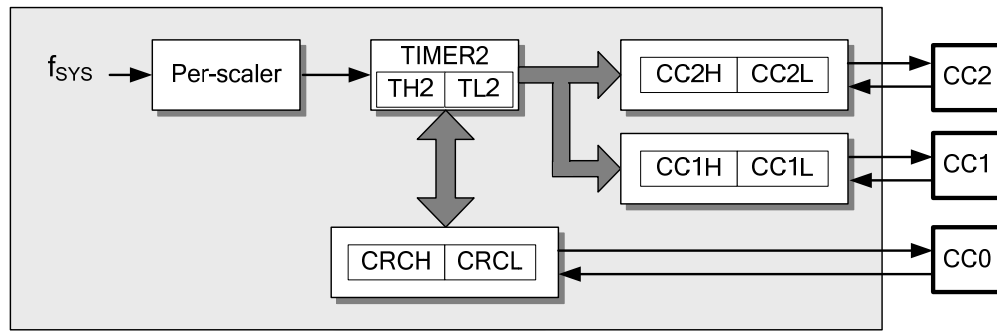 fSYS
Per-scaler
TIMER2
TH2 TL2
CC2H CC2L
CC2
CC1H CC1L
CC1
CRCH CRCL
CC0